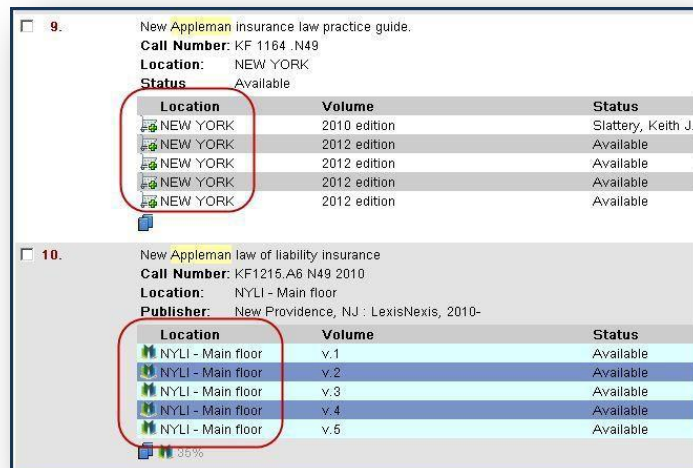 9. New Appleman insurance law practice guide.
Call Number: KF 1164 .N49
Location: NEW YORK
Status Available
Location Volume Status
NEW YORK 2010 edition Slattery, Keith J.
NEW YORK 2012 edition Available
NEW YORK 2012 edition Available
NEW YORK 2012 edition Available
NEW YORK 2012 edition Available
10. New Appleman law of liability insurance
Call Number: KF1215.A6 N49 2010
Location: NYLI - Main floor
Publisher: New Providence, NJ : LexisNexis, 2010-
Location Volume Status
NYLI - Main floor v.1 Available
NYLI - Main floor v.2 Available
NYLI - Main floor v.3 Available
NYLI - Main floor v.4 Available
NYLI - Main floor v.5 Available
35%